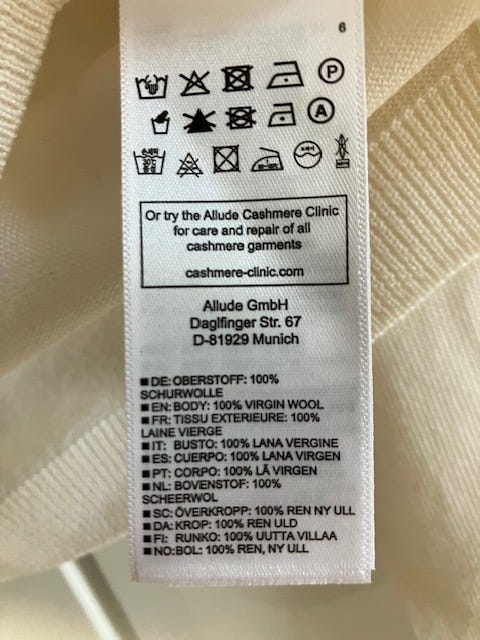 6
P
A
Or try the Allude Cashmere Clinic
for care and repair of all
cashmere garments
cashmere-clinic.com
Allude GmbH
Daglfinger Str. 67
D-81929 Munich
■ DE: OBERSTOFF: 100%
SCHURWOLLE
■ EN: BODY: 100% VIRGIN WOOL
■ FR: TISSU EXTERIEURE: 100%
LAINE VIERGE
■ IT: BUSTO: 100% LANA VERGINE
■ ES: CUERPO: 100% LANA VIRGEN
■ PT: CORPO: 100% LÃ VIRGEN
■ NL: BOVENSTOF: 100%
SCHEERWOL
■ SC: ÖVERKROPP: 100% REN NY ULL
■ DA: KROP: 100% REN ULD
■ FI: RUNKO: 100% UUTTA VILLAA
■ NO: BOL: 100% REN, NY ULL